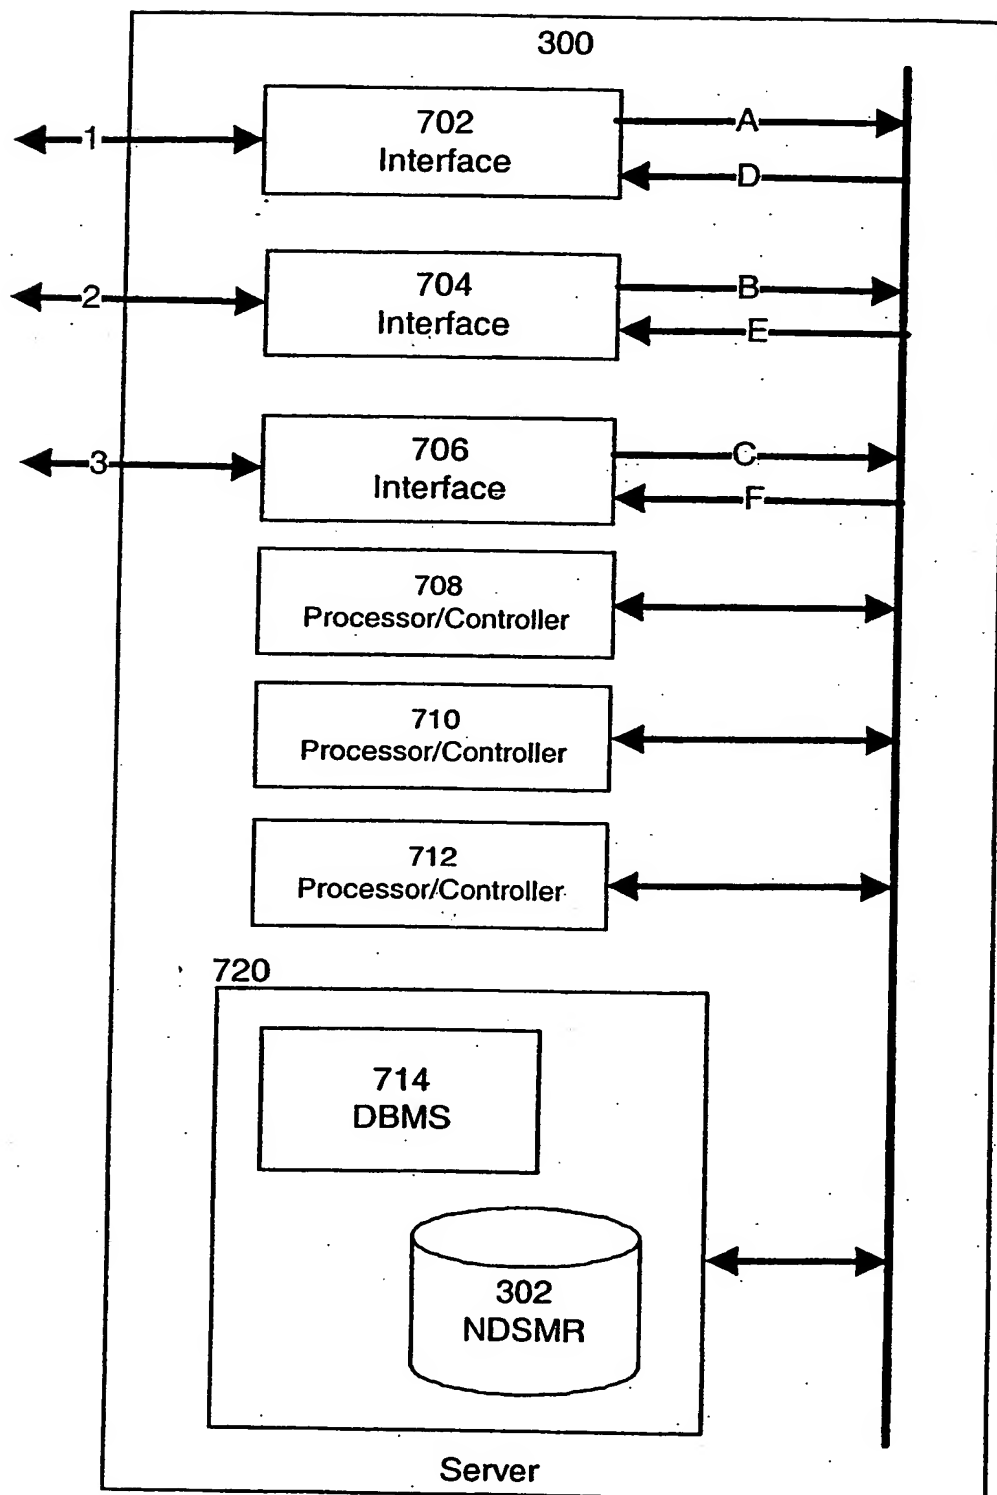 300
702
Interface
1
A
D
704
Interface
2
B
E
706
Interface
3
C
F
708
Processor/Controller
710
Processor/Controller
712
Processor/Controller
720
714
DBMS
302
NDSMR
Server